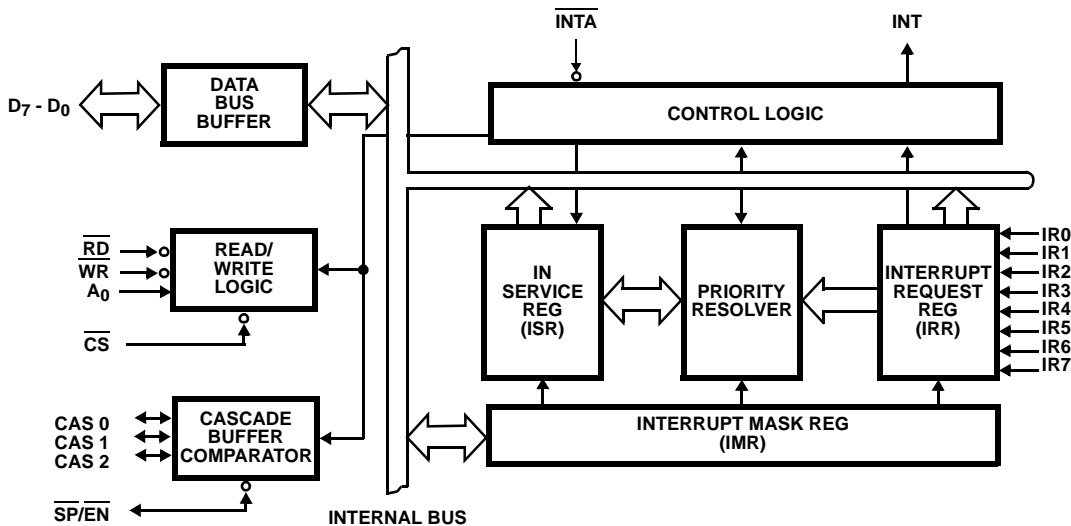 INTA
INT
D7 - D0
DATA
BUS
BUFFER
CONTROL LOGIC
RD
WR
A0
CS
READ/
WRITE
LOGIC
IN
SERVICE
REG
(ISR)
PRIORITY
RESOLVER
INTERRUPT
REQUEST
REG
(IRR)
IR0
IR1
IR2
IR3
IR4
IR5
IR6
IR7
CAS 0
CAS 1
CAS 2
CASCADE
BUFFER
COMPARATOR
SP/EN
INTERRUPT MASK REG
(IMR)
INTERNAL BUS